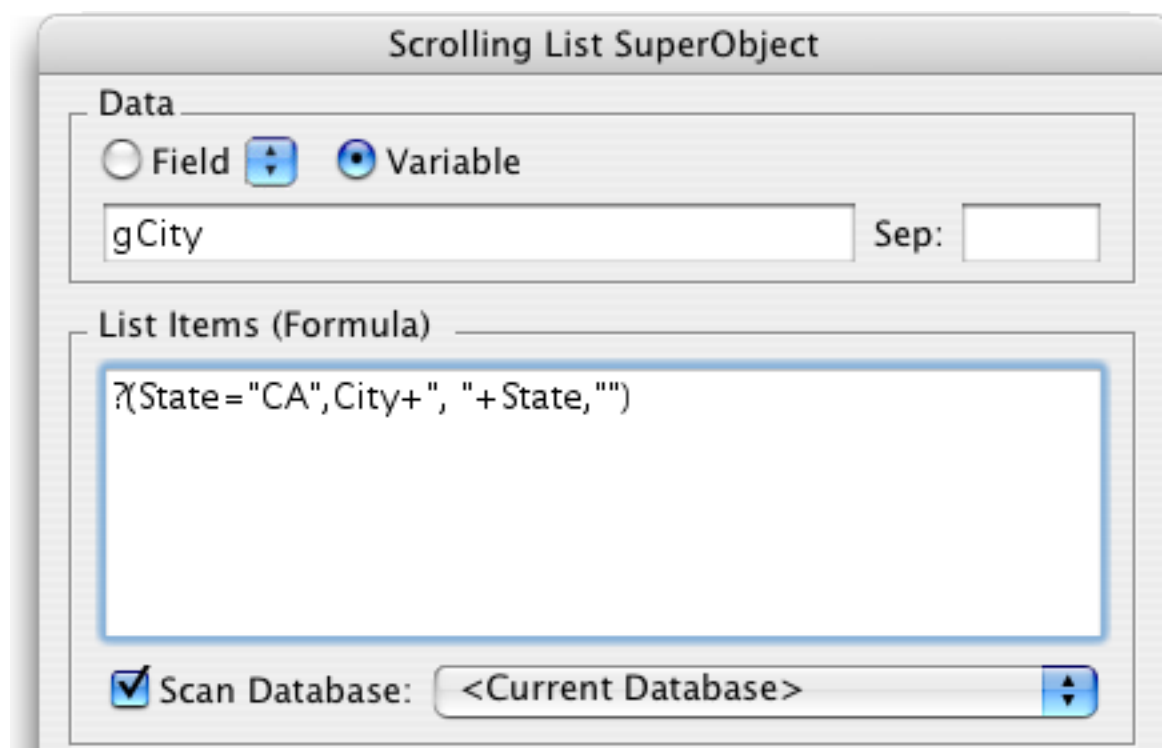 Scrolling List SuperObject
Data
Field Variable
gCity Sep:
List Items (Formula)
?(State="CA",City+", "+State,"")
Scan Database: <Current Database>